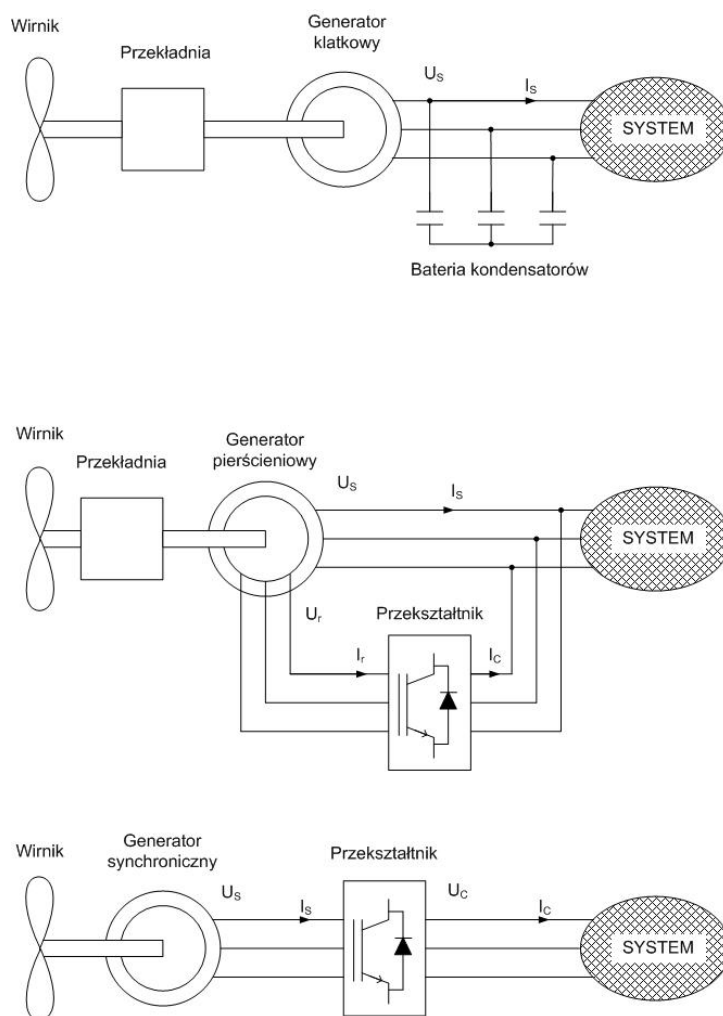 Wirnik
Przekładnia
Generator
klatkowy
U_S
I_S
SYSTEM
Bateria kondensatorów
Wirnik
Przekładnia
Generator
pierścieniowy
U_S
I_S
SYSTEM
U_r
Przekształtnik
I_r
I_C
Wirnik
Generator
synchroniczny
U_S
I_S
Przekształtnik
U_C
I_C
SYSTEM